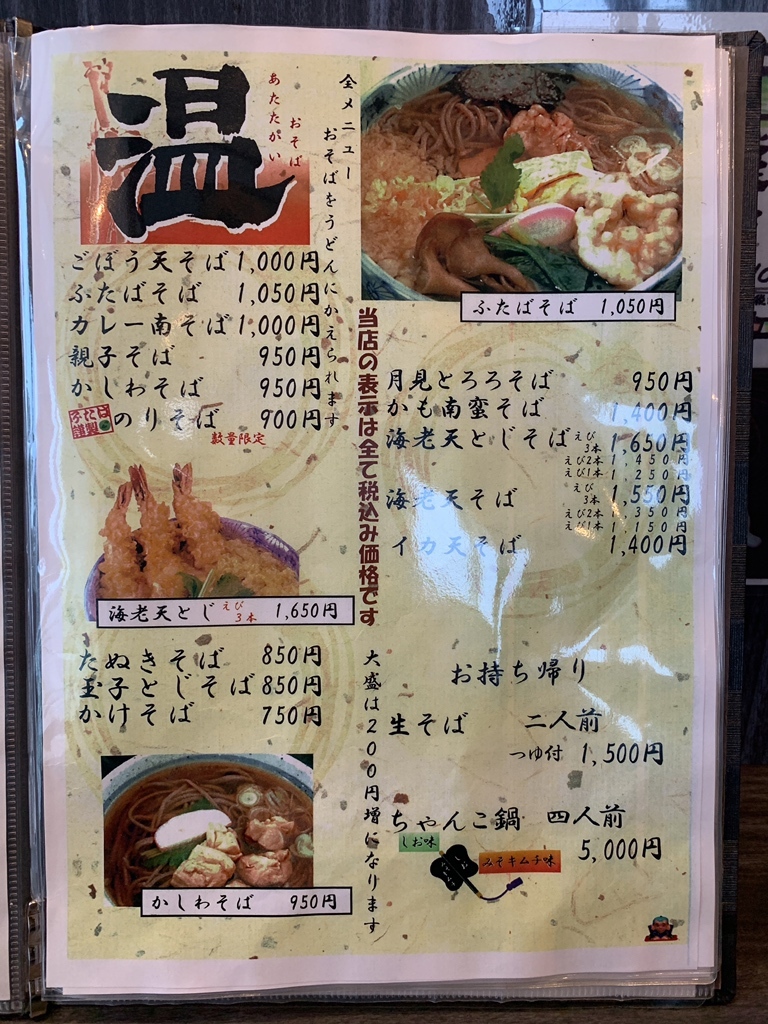 温
あたたかい
おそば
全メニュー
おそばをうどんにかえられます
ごぼう天そば 1,000円
ふたばそば 1,050円
カレー南そば 1,000円
親子そば 950円
かしわそば 950円
のりそば 900円
数量限定
海老天とじ えび3本 1,650円
たぬきそば 850円
玉子とじそば 850円
かけそば 750円
かしわそば 950円
当店の表示は全て税込み価格です
大盛は200円増になります
ふたばそば 1,050円
月見とろろそば 950円
かも南蛮そば 1,400円
海老天とじそば えび3本 1,650円
えび2本 1,450円
えび1本 1,250円
海老天そば えび3本 1,550円
えび2本 1,350円
えび1本 1,150円
イカ天そば 1,400円
お持ち帰り
生そば 二人前
つゆ付 1,500円
ちゃんこ鍋 四人前
しお味
みそキムチ味
5,000円